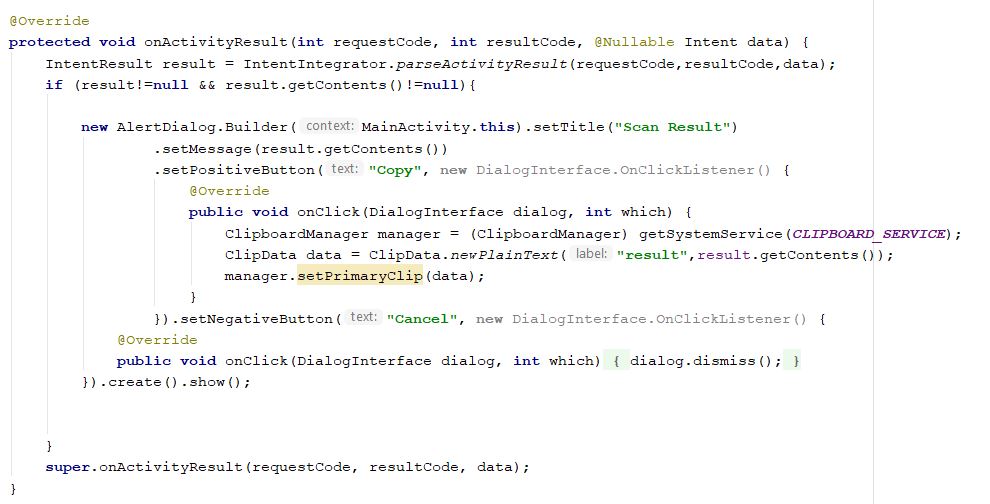 @Override
protected void onActivityResult(int requestCode, int resultCode, @Nullable Intent data) {
    IntentResult result = IntentIntegrator.parseActivityResult(requestCode,resultCode,data);
    if (result!=null && result.getContents()!=null){
        new AlertDialog.Builder( context: MainActivity.this).setTitle("Scan Result")
                .setMessage(result.getContents())
                .setPositiveButton( text: "Copy", new DialogInterface.OnClickListener() {
                    @Override
                    public void onClick(DialogInterface dialog, int which) {
                        ClipboardManager manager = (ClipboardManager) getSystemService(CLIPBOARD_SERVICE);
                        ClipData data = ClipData.newPlainText( label: "result",result.getContents());
                        manager.setPrimaryClip(data);
                    }
                }).setNegativeButton( text: "Cancel", new DialogInterface.OnClickListener() {
            @Override
            public void onClick(DialogInterface dialog, int which) { dialog.dismiss(); }
        }).create().show();
    }
    super.onActivityResult(requestCode, resultCode, data);
}